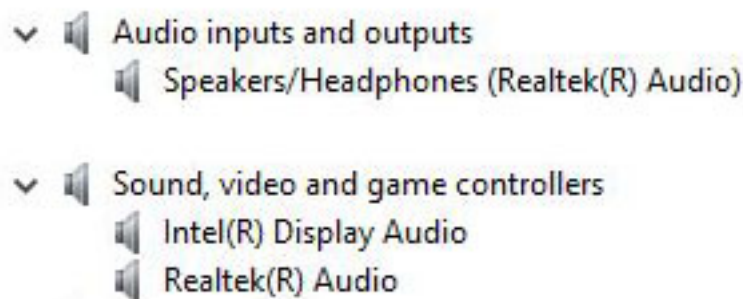 Audio inputs and outputs
Speakers/Headphones (Realtek(R) Audio)
Sound, video and game controllers
Intel(R) Display Audio
Realtek(R) Audio